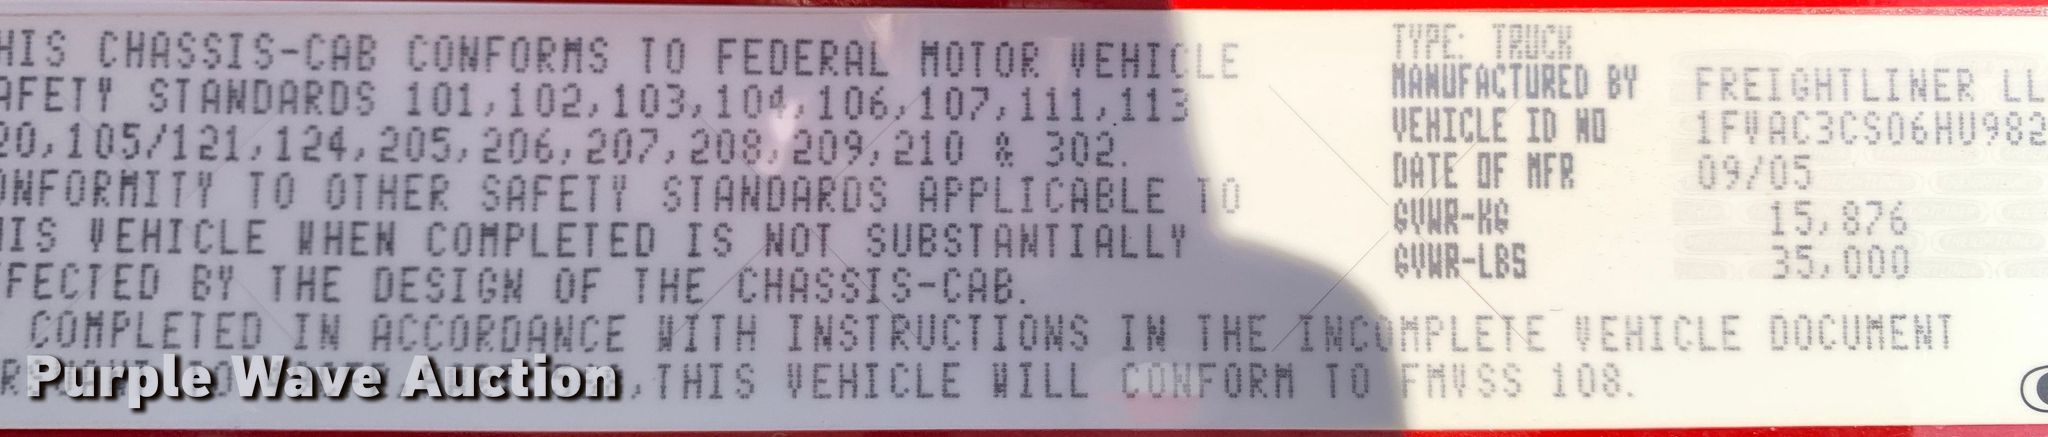 HIS CHASSIS-CAB CONFORMS TO FEDERAL MOTOR VEHICLE
AFETY STANDARDS 101,102,103,104,106,107,111,113
20,105/121,124,205,206,207,208,209,210 & 302.
ONFORMITY TO OTHER SAFETY STANDARDS APPLICABLE TO
HIS VEHICLE WHEN COMPLETED IS NOT SUBSTANTIALLY
FFECTED BY THE DESIGN OF THE CHASSIS-CAB.
COMPLETED IN ACCORDANCE WITH INSTRUCTIONS IN THE INCOMPLETE VEHICLE DOCUMENT
,THIS VEHICLE WILL CONFORM TO FMVSS 108.
TYPE: TRUCK
MANUFACTURED BY FREIGHTLINER LL
VEHICLE ID NO 1FVAC3CS06HU982
DATE OF MFR 09/05
GVWR-KG 15,876
GVWR-LBS 35,000
Purple Wave Auction